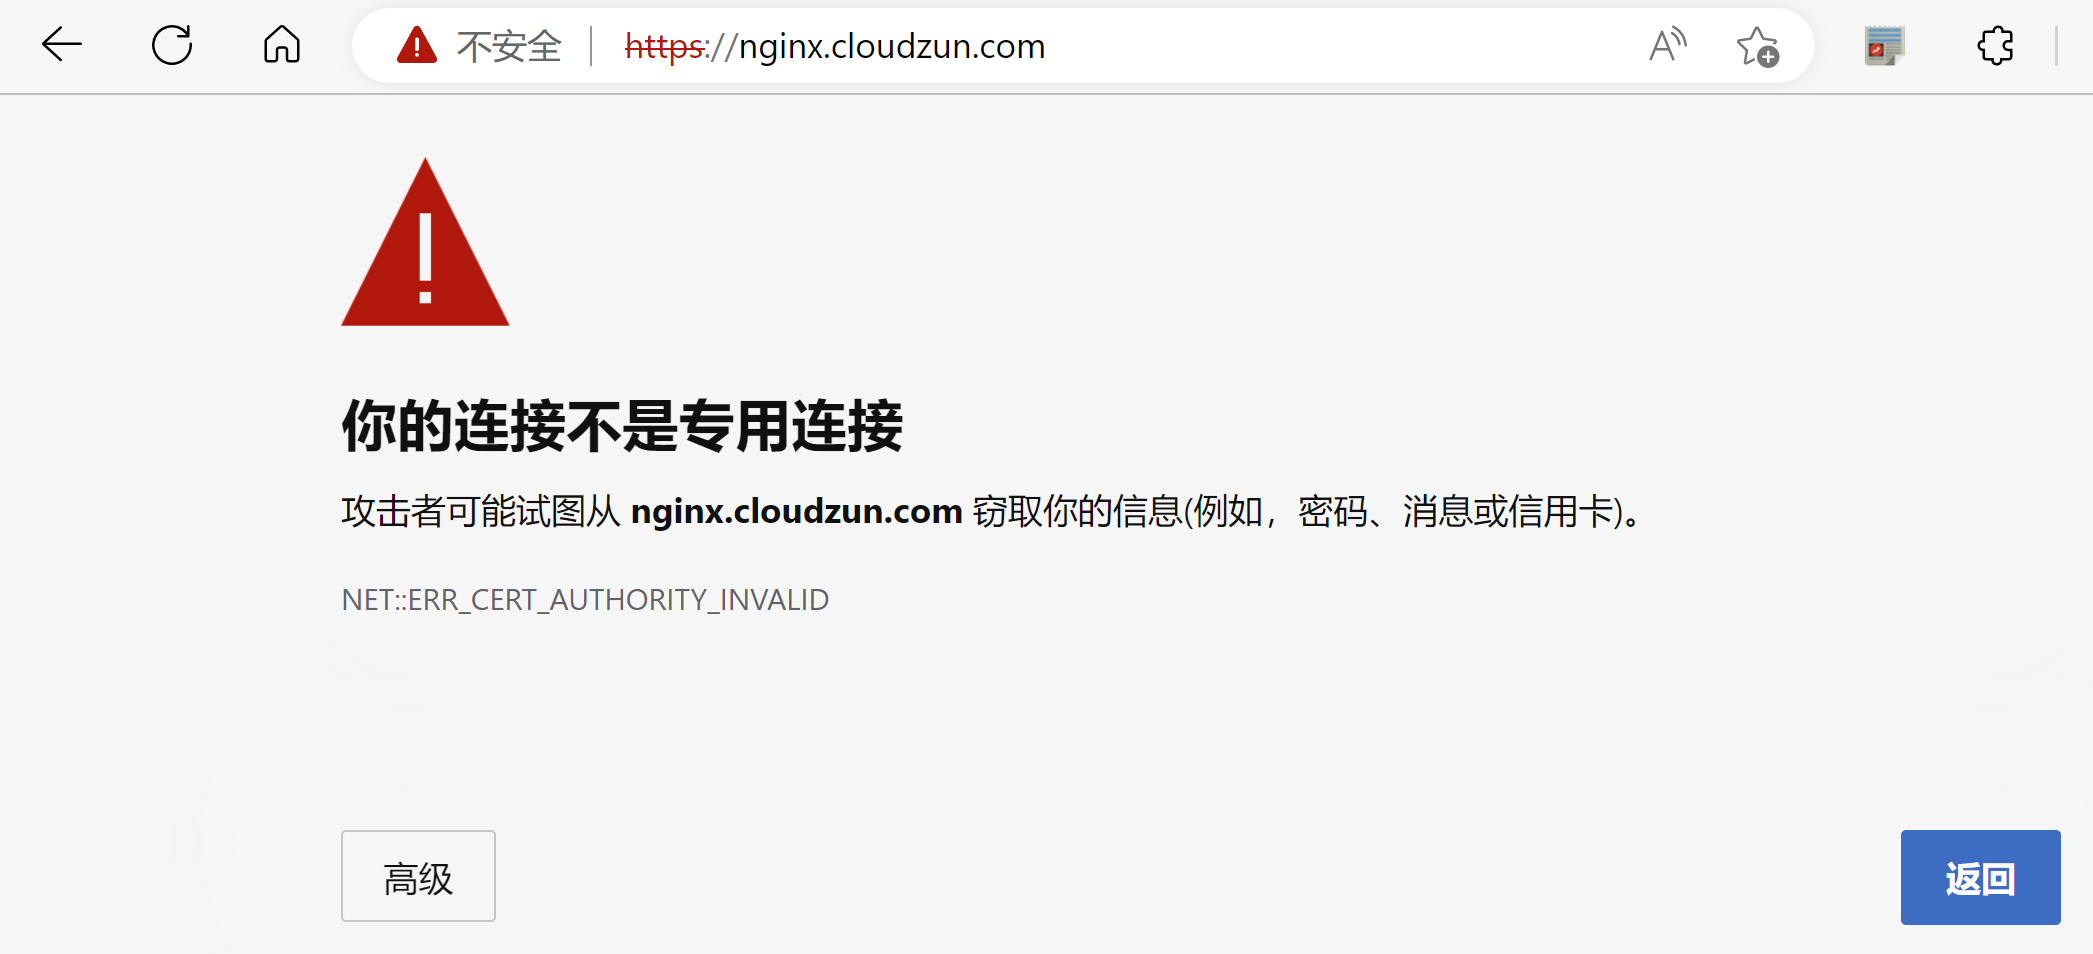 不安全 https://nginx.cloudzun.com
你的连接不是专用连接
攻击者可能试图从 nginx.cloudzun.com 窃取你的信息(例如，密码、消息或信用卡)。
NET::ERR_CERT_AUTHORITY_INVALID
高级
返回